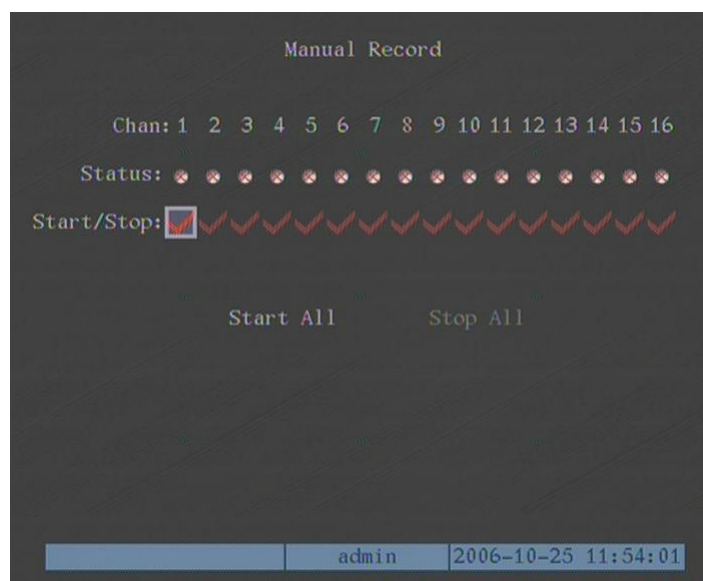 Manual Record
Chan: 1 2 3 4 5 6 7 8 9 10 11 12 13 14 15 16
Status:
Start/Stop:
Start All Stop All
admin 2006-10-25 11:54:01